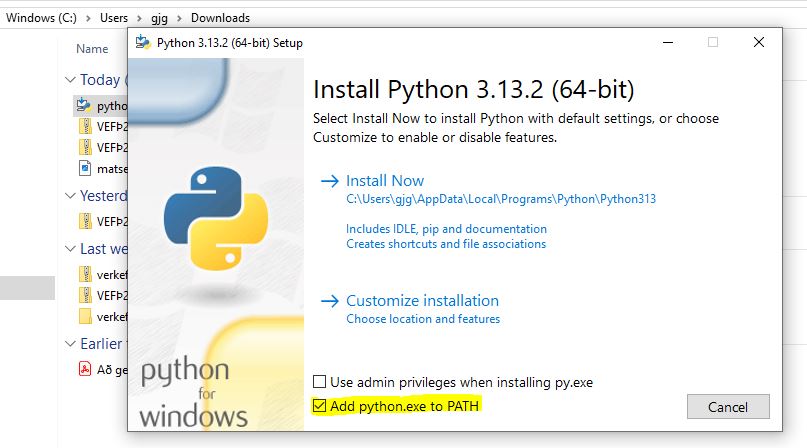 Windows (C:) > Users > gjg > Downloads
Name
Python 3.13.2 (64-bit) Setup
Today (
pytho
VEFÞ2
VEFÞ2
matse
Yesterd
VEFÞ2
Last we
verkef
VEFÞ2
verkef
Earlier
Að ge
Install Python 3.13.2 (64-bit)
Select Install Now to install Python with default settings, or choose
Customize to enable or disable features.
Install Now
C:\Users\gjg\AppData\Local\Programs\Python\Python313
Includes IDLE, pip and documentation
Creates shortcuts and file associations
Customize installation
Choose location and features
python
for
windows
Use admin privileges when installing py.exe
Add python.exe to PATH
Cancel